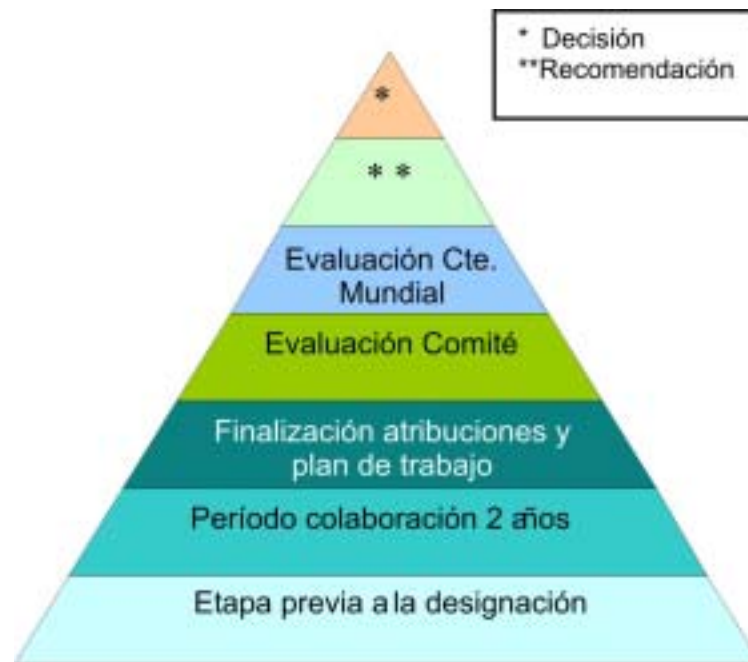 * Decisión
**Recomendación
*
* *
Evaluación Cte.
Mundial
Evaluación Comité
Finalización atribuciones y
plan de trabajo
Período colaboración 2 años
Etapa previa a la designación